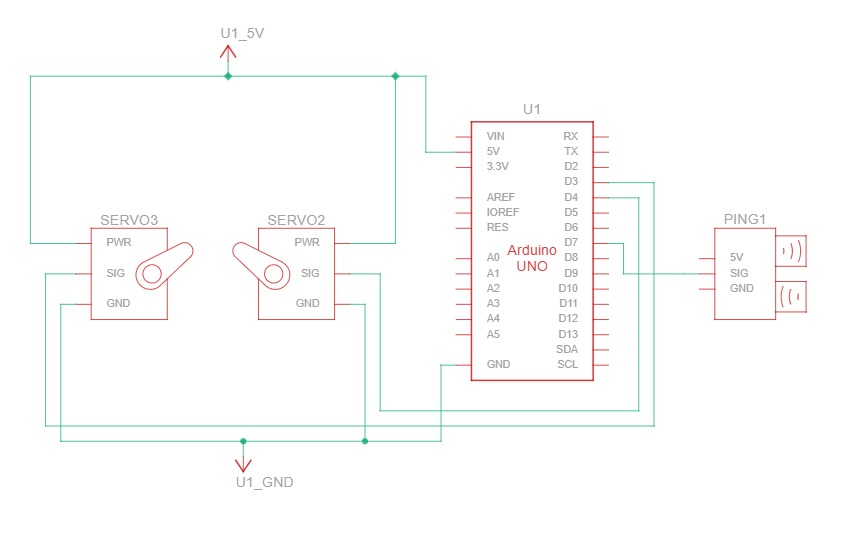 U1_5V
U1
VIN
5V
3.3V
AREF
IOREF
RES
A0
A1
A2
A3
A4
A5
GND
Arduino
UNO
RX
TX
D2
D3
D4
D5
D6
D7
D8
D9
D10
D11
D12
D13
SDA
SCL
SERVO3
PWR
SIG
GND
SERVO2
PWR
SIG
GND
PING1
5V
SIG
GND
U1_GND